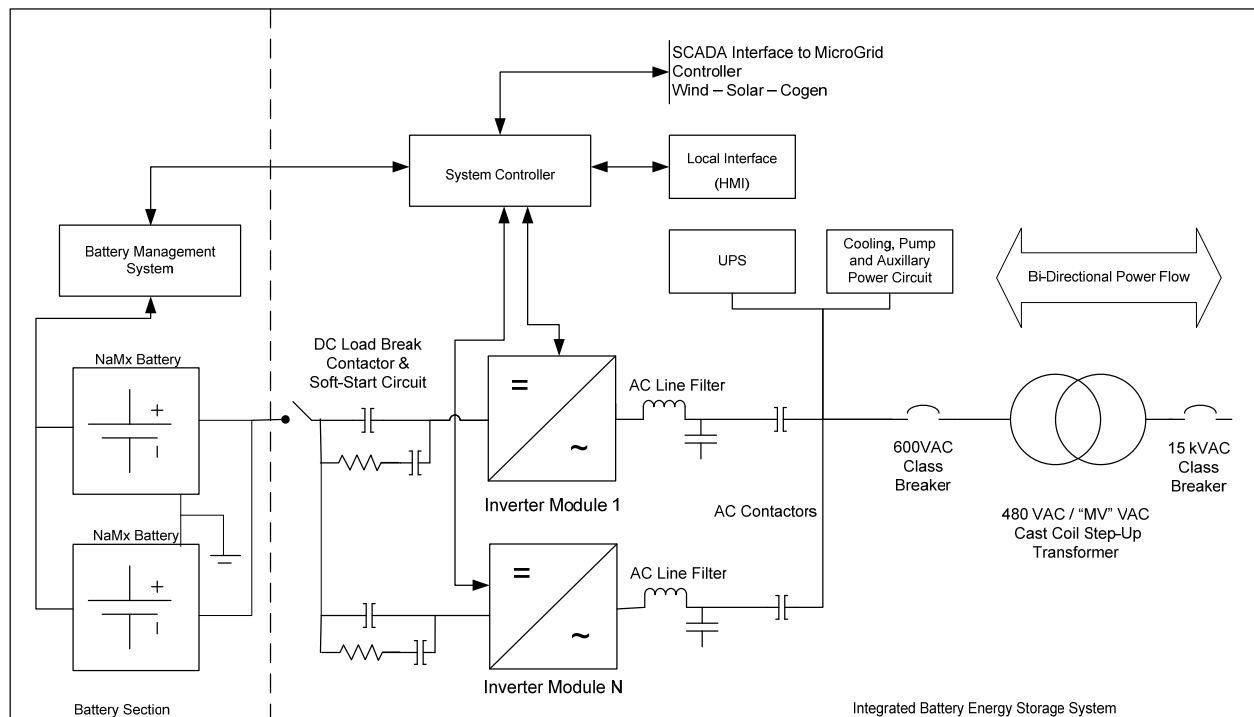 SCADA Interface to MicroGrid
Controller
Wind – Solar – Cogen
System Controller
Local Interface
(HMI)
Battery Management
System
UPS
Cooling, Pump
and Auxillary
Power Circuit
Bi-Directional Power Flow
NaMx Battery
+
–
DC Load Break
Contactor &
Soft-Start Circuit
=
~
Inverter Module 1
AC Line Filter
600VAC
Class
Breaker
480 VAC / “MV” VAC
Cast Coil Step-Up
Transformer
15 kVAC
Class
Breaker
AC Contactors
NaMx Battery
+
–
=
~
Inverter Module N
AC Line Filter
Battery Section
Integrated Battery Energy Storage System